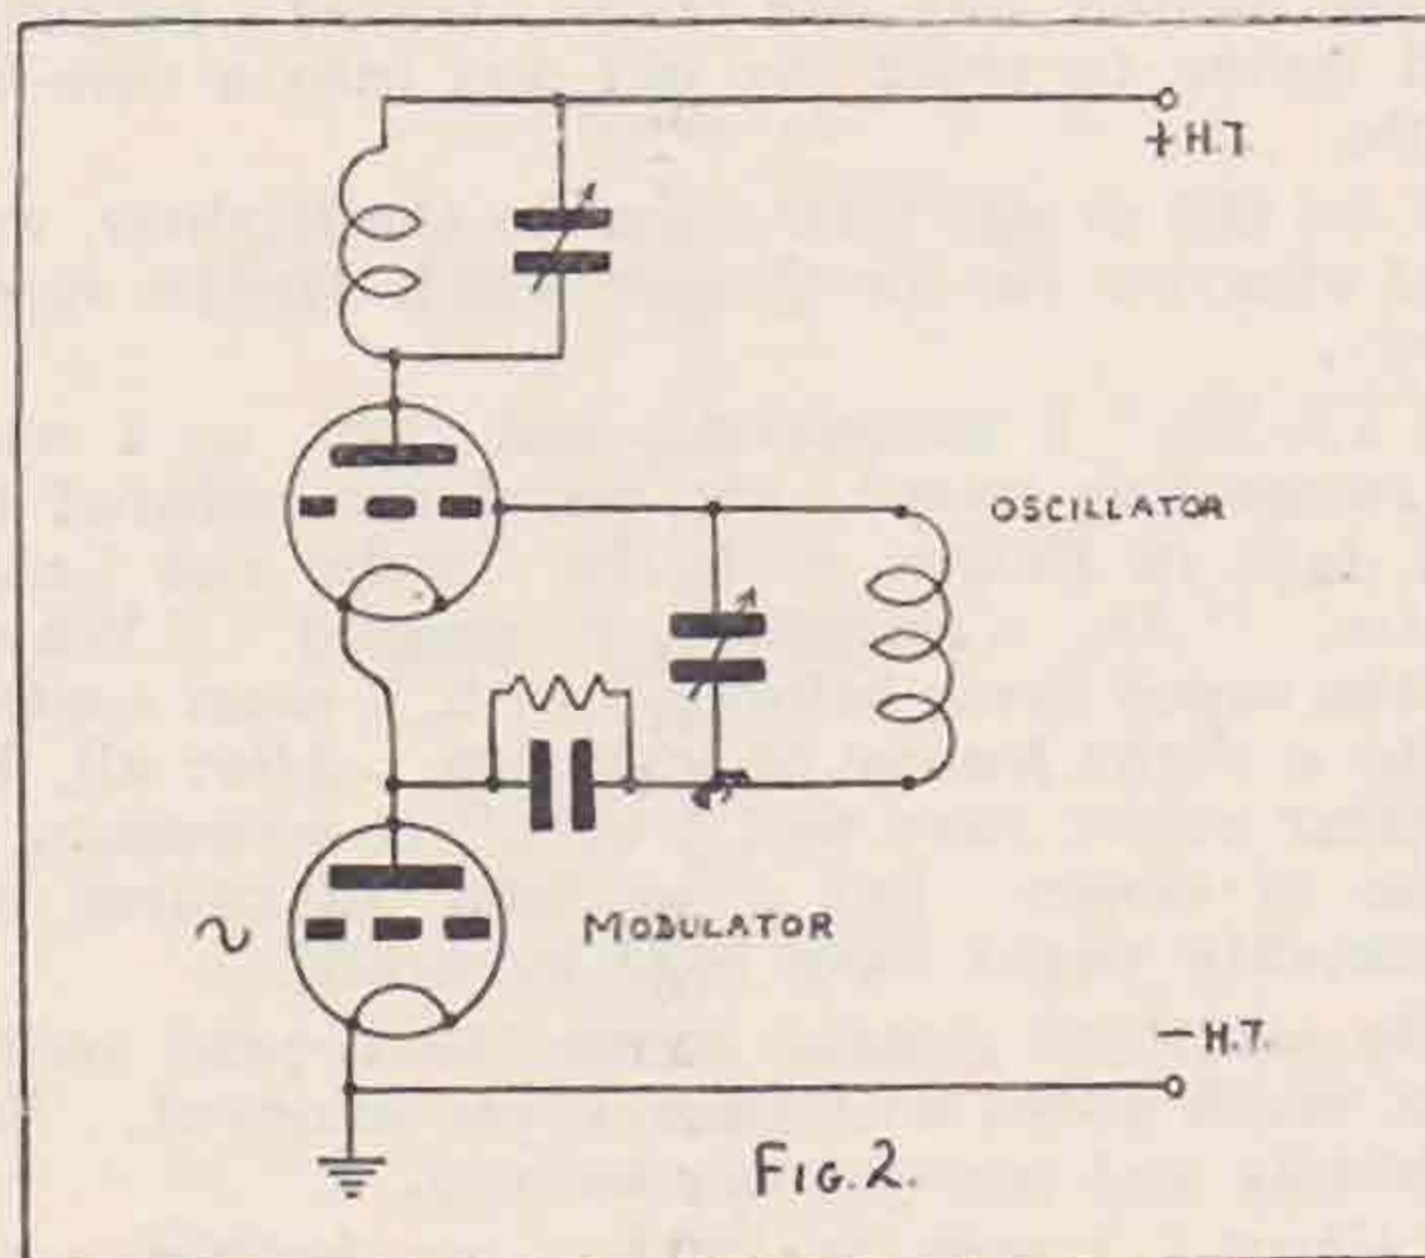 + H.T.
OSCILLATOR
MODULATOR
— H.T.
FIG. 2.